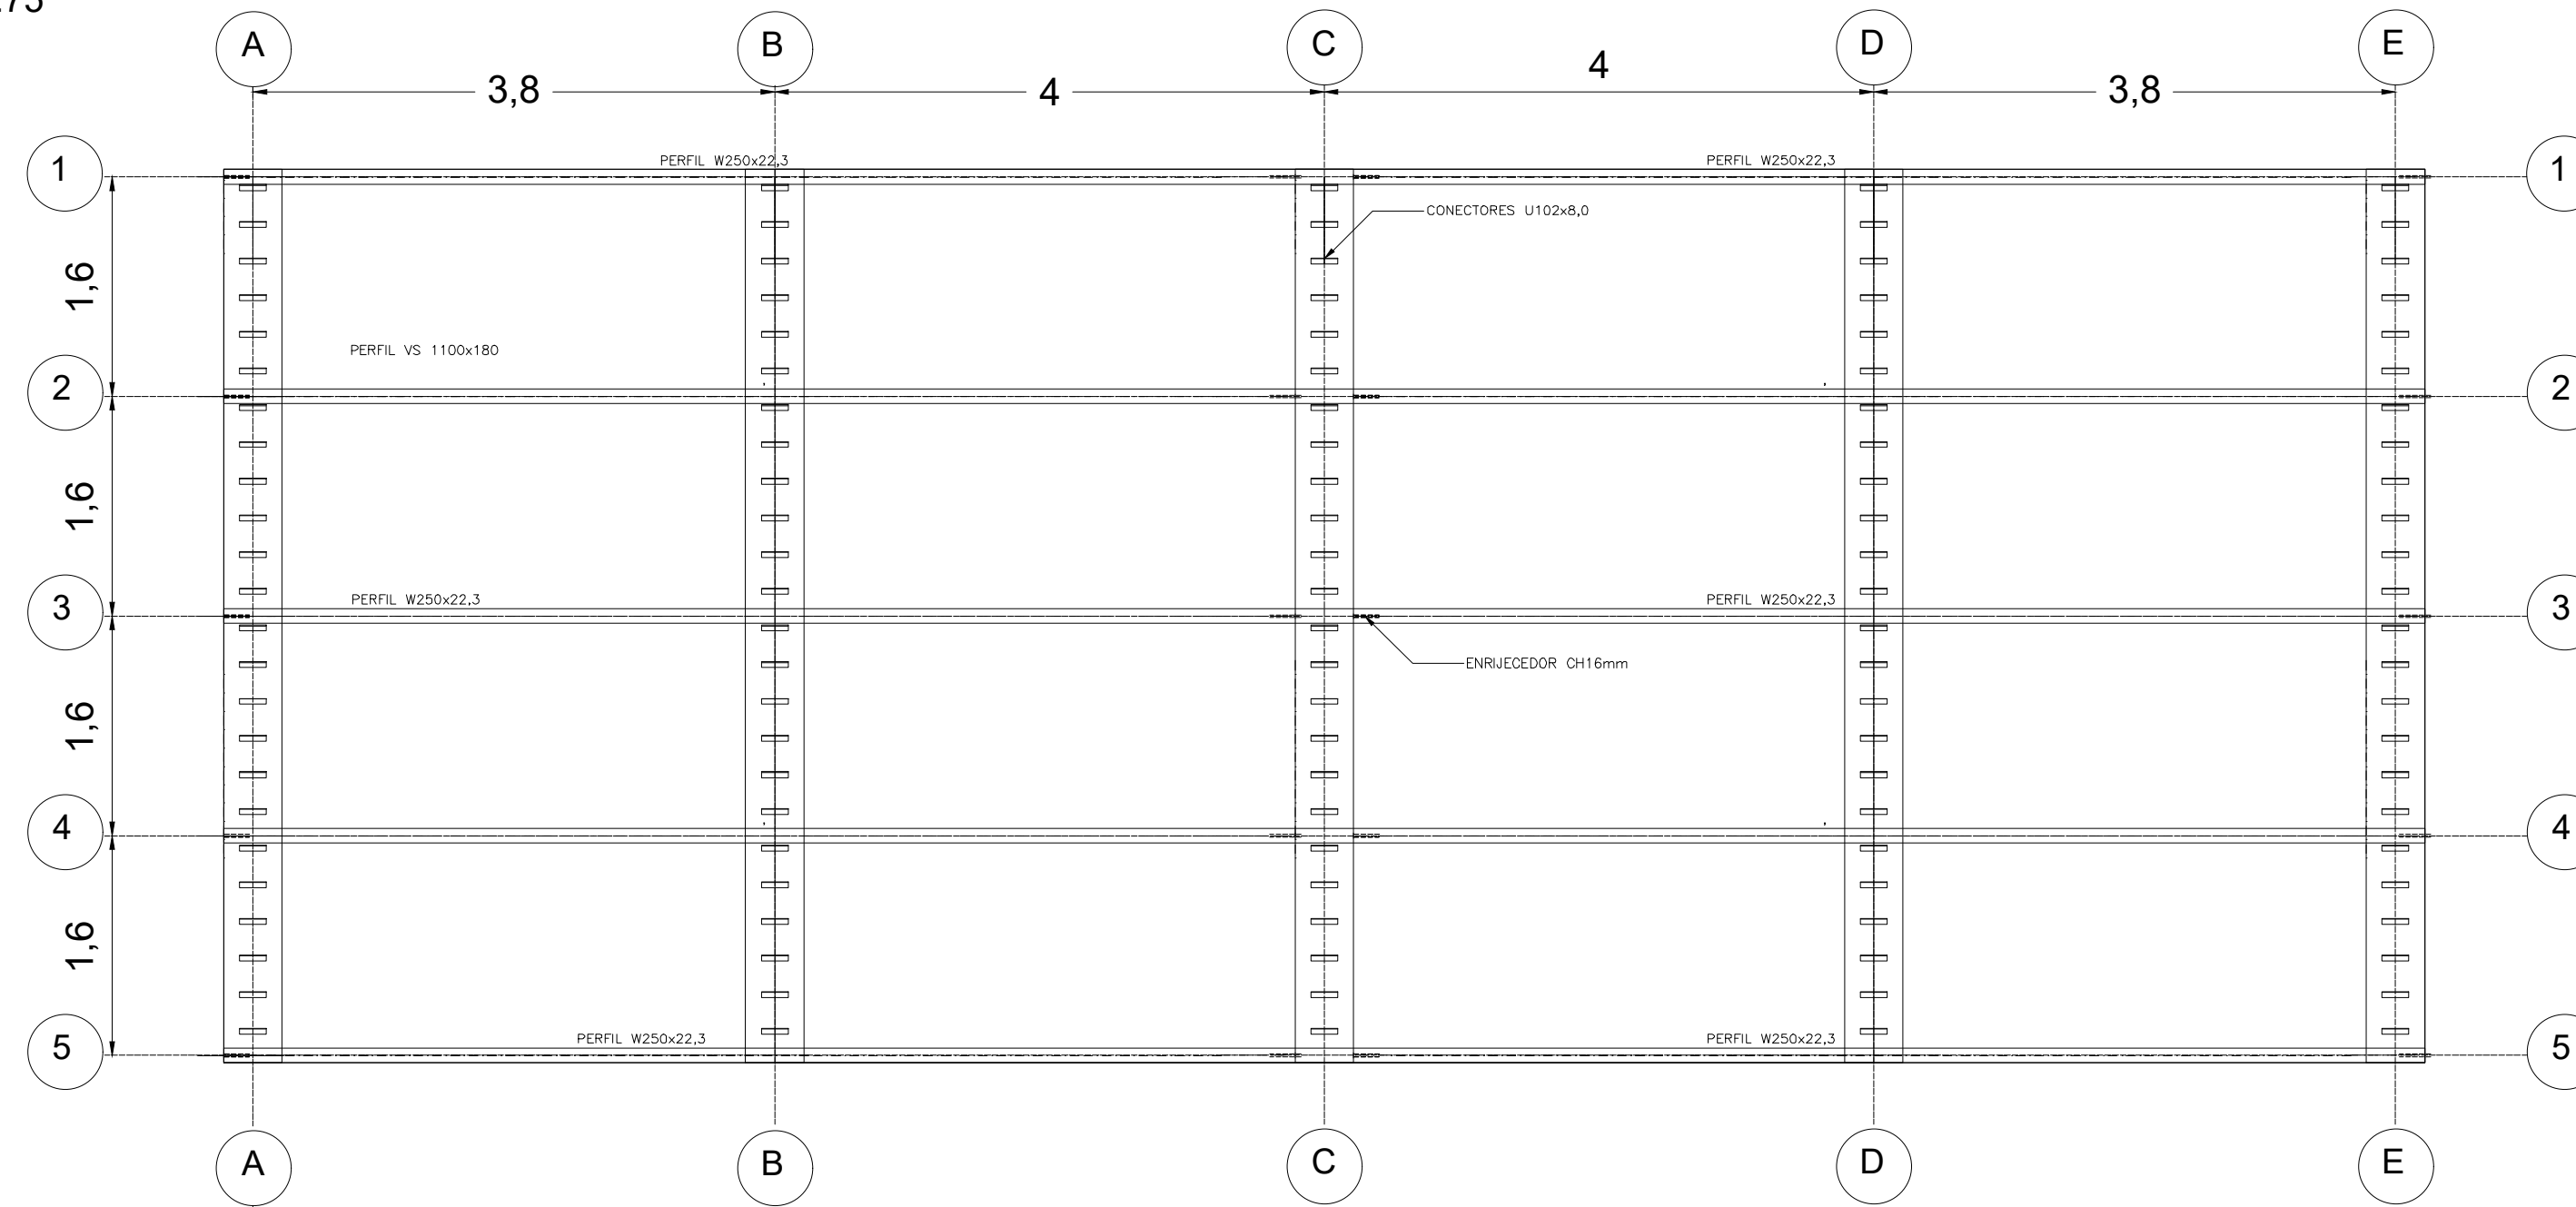 A B C D E
3,8 4 4 3,8
PERFIL W250x22,3 PERFIL W250x22,3
1 1
CONECTORES U102x8,0
1,6
PERFIL VS 1100x180
2 2
1,6
PERFIL W250x22,3 PERFIL W250x22,3
3 3
ENRIJECEDOR CH16mm
1,6
4 4
1,6
PERFIL W250x22,3 PERFIL W250x22,3
5 5
A B C D E